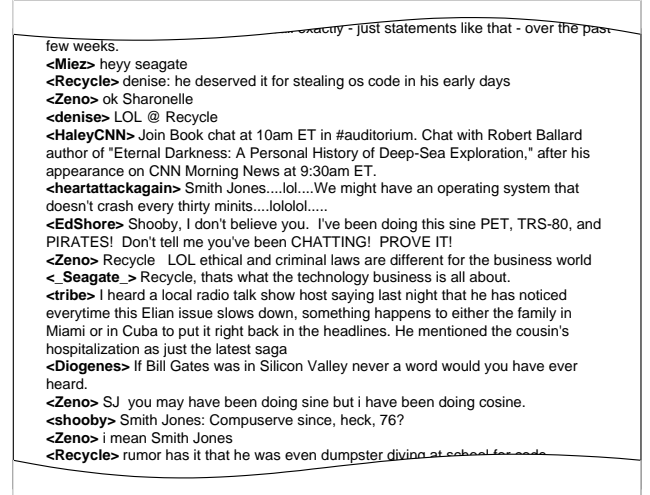 exactly - just statements like that - over the past
few weeks.
<Miez> heyy seagate
<Recycle> denise: he deserved it for stealing os code in his early days
<Zeno> ok Sharonelle
<denise> LOL @ Recycle
<HaleyCNN> Join Book chat at 10am ET in #auditorium. Chat with Robert Ballard
author of "Eternal Darkness: A Personal History of Deep-Sea Exploration," after his
appearance on CNN Morning News at 9:30am ET.
<heartattackagain> Smith Jones....lol....We might have an operating system that
doesn't crash every thirty minits....lololol.....
<EdShore> Shooby, I don't believe you.  I've been doing this sine PET, TRS-80, and
PIRATES!  Don't tell me you've been CHATTING!  PROVE IT!
<Zeno> Recycle   LOL ethical and criminal laws are different for the business world
<_Seagate_> Recycle, thats what the technology business is all about.
<tribe> I heard a local radio talk show host saying last night that he has noticed
everytime this Elian issue slows down, something happens to either the family in
Miami or in Cuba to put it right back in the headlines. He mentioned the cousin's
hospitalization as just the latest saga
<Diogenes> If Bill Gates was in Silicon Valley never a word would you have ever
heard.
<Zeno> SJ  you may have been doing sine but i have been doing cosine.
<shooby> Smith Jones: Compuserve since, heck, 76?
<Zeno> i mean Smith Jones
<Recycle> rumor has it that he was even dumpster diving at school for code